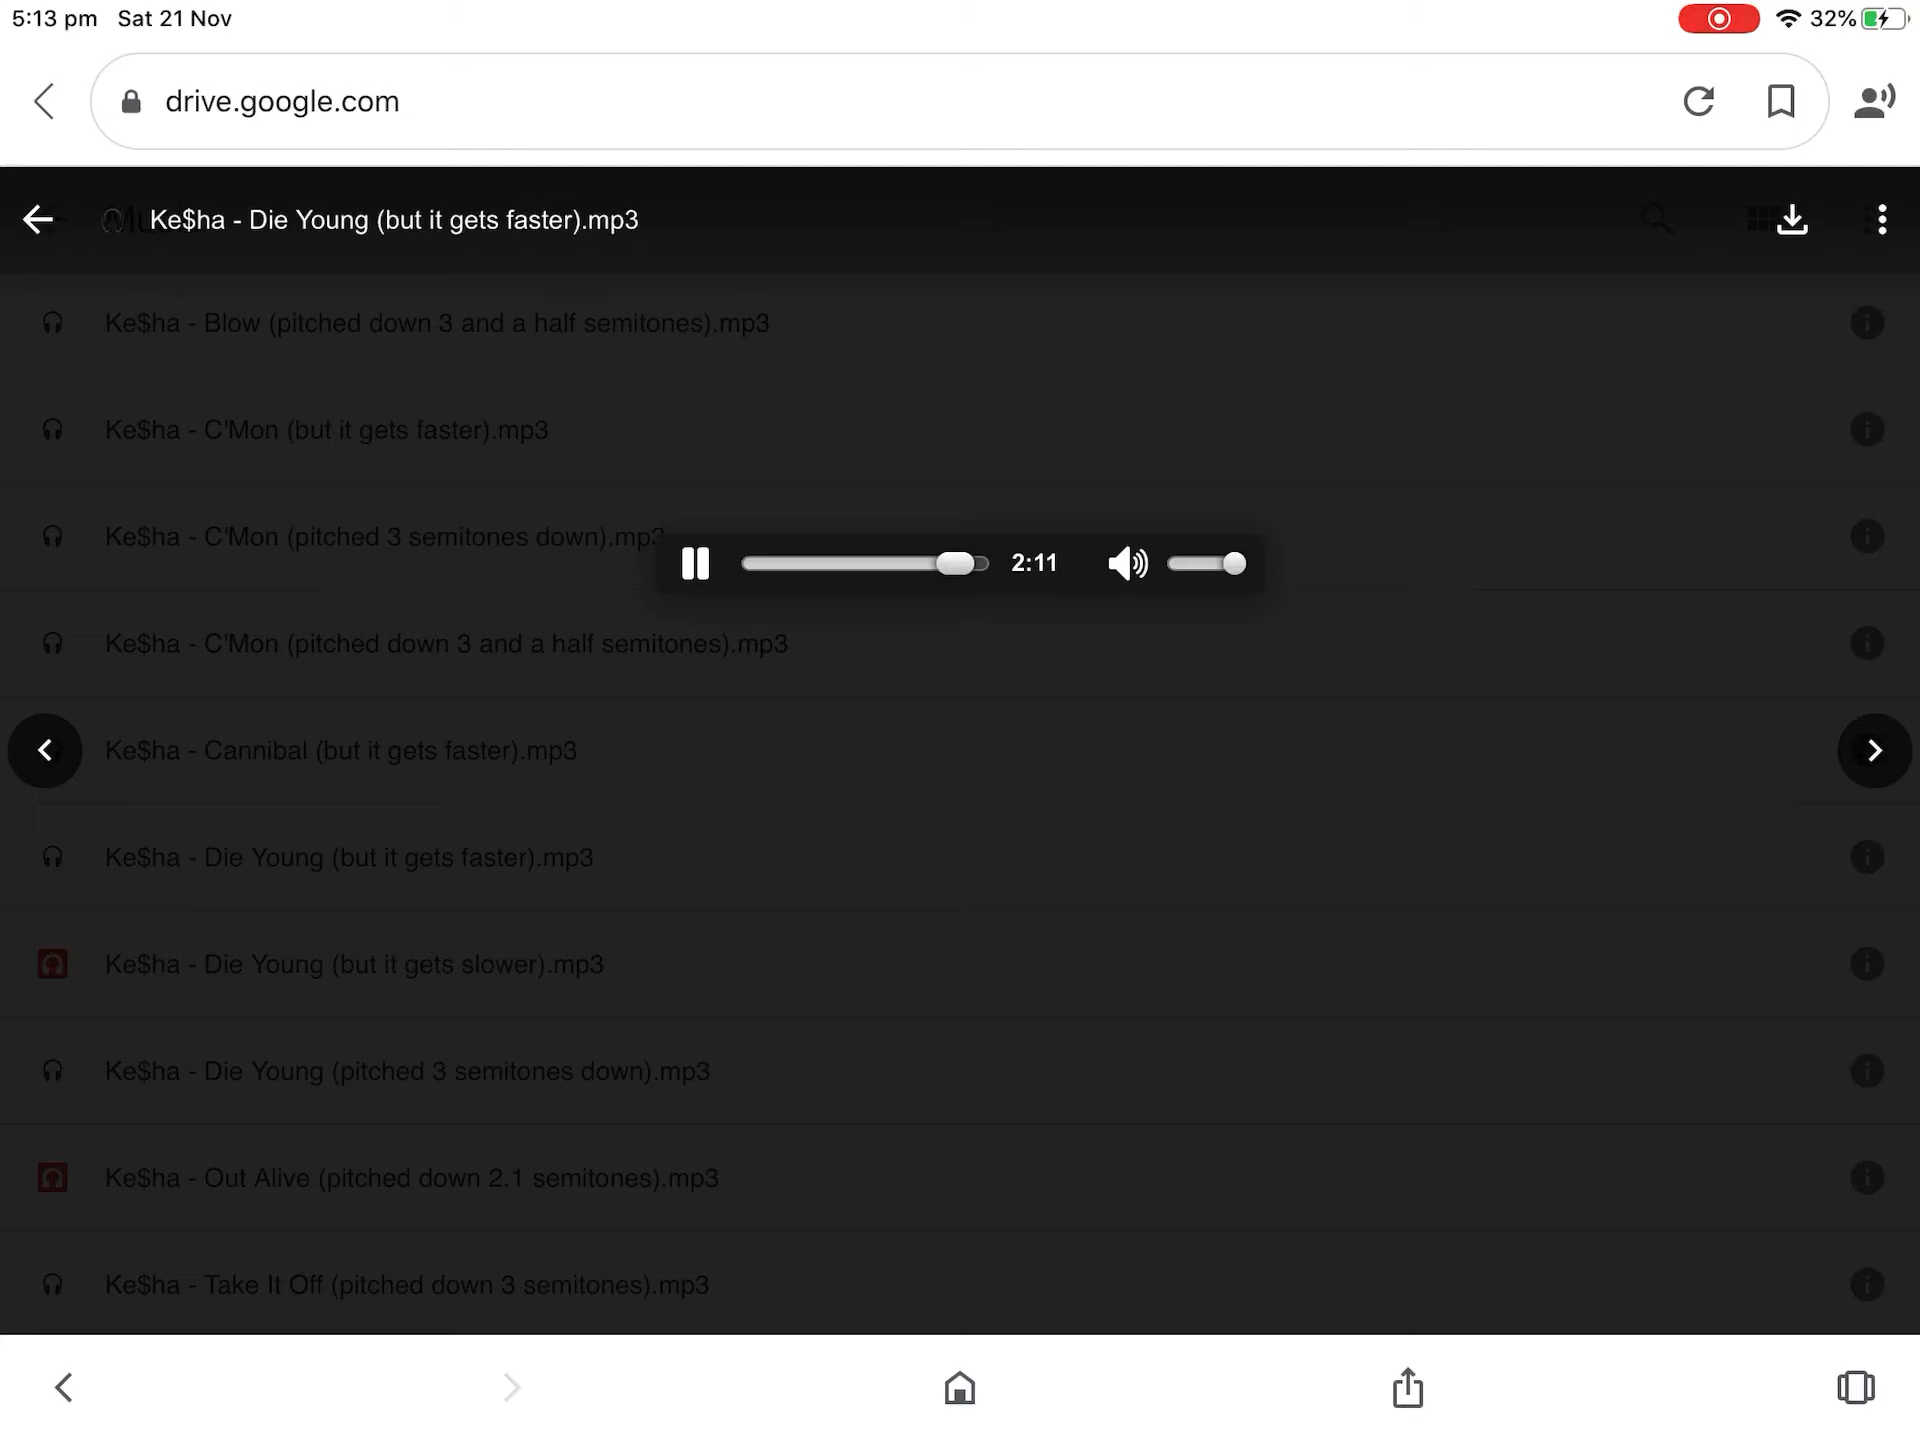 5:13 pm Sat 21 Nov 32%
drive.google.com
Ke$ha - Die Young (but it gets faster).mp3
Ke$ha - Blow (pitched down 3 and a half semitones).mp3
Ke$ha - C'Mon (but it gets faster).mp3
Ke$ha - C'Mon (pitched 3 semitones down).mp3
2:11
Ke$ha - C'Mon (pitched down 3 and a half semitones).mp3
Ke$ha - Cannibal (but it gets faster).mp3
Ke$ha - Die Young (but it gets faster).mp3
Ke$ha - Die Young (but it gets slower).mp3
Ke$ha - Die Young (pitched 3 semitones down).mp3
Ke$ha - Out Alive (pitched down 2.1 semitones).mp3
Ke$ha - Take It Off (pitched down 3 semitones).mp3